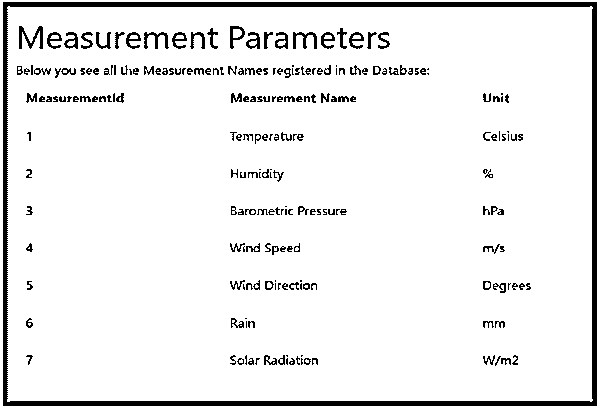 Measurement Parameters
Below you see all the Measurement Names registered in the Database:
MeasurementId Measurement Name Unit
1 Temperature Celsius
2 Humidity %
3 Barometric Pressure hPa
4 Wind Speed m/s
5 Wind Direction Degrees
6 Rain mm
7 Solar Radiation W/m2